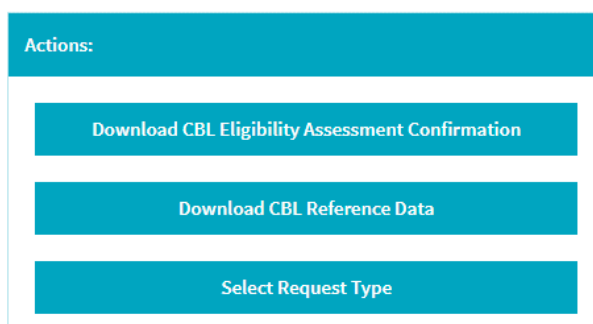 Actions:
Download CBL Eligibility Assessment Confirmation
Download CBL Reference Data
Select Request Type